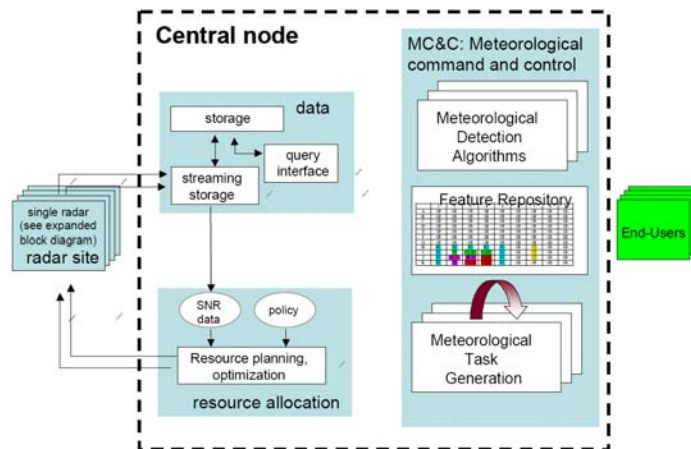 Central node
MC&C: Meteorological
command and control
data
storage
query
interface
streaming
storage
Meteorological
Detection
Algorithms
Feature Repository
single radar
(see expanded
block diagram)
radar site
End-Users
SNR
data
policy
Resource planning,
optimization
resource allocation
Meteorological
Task
Generation